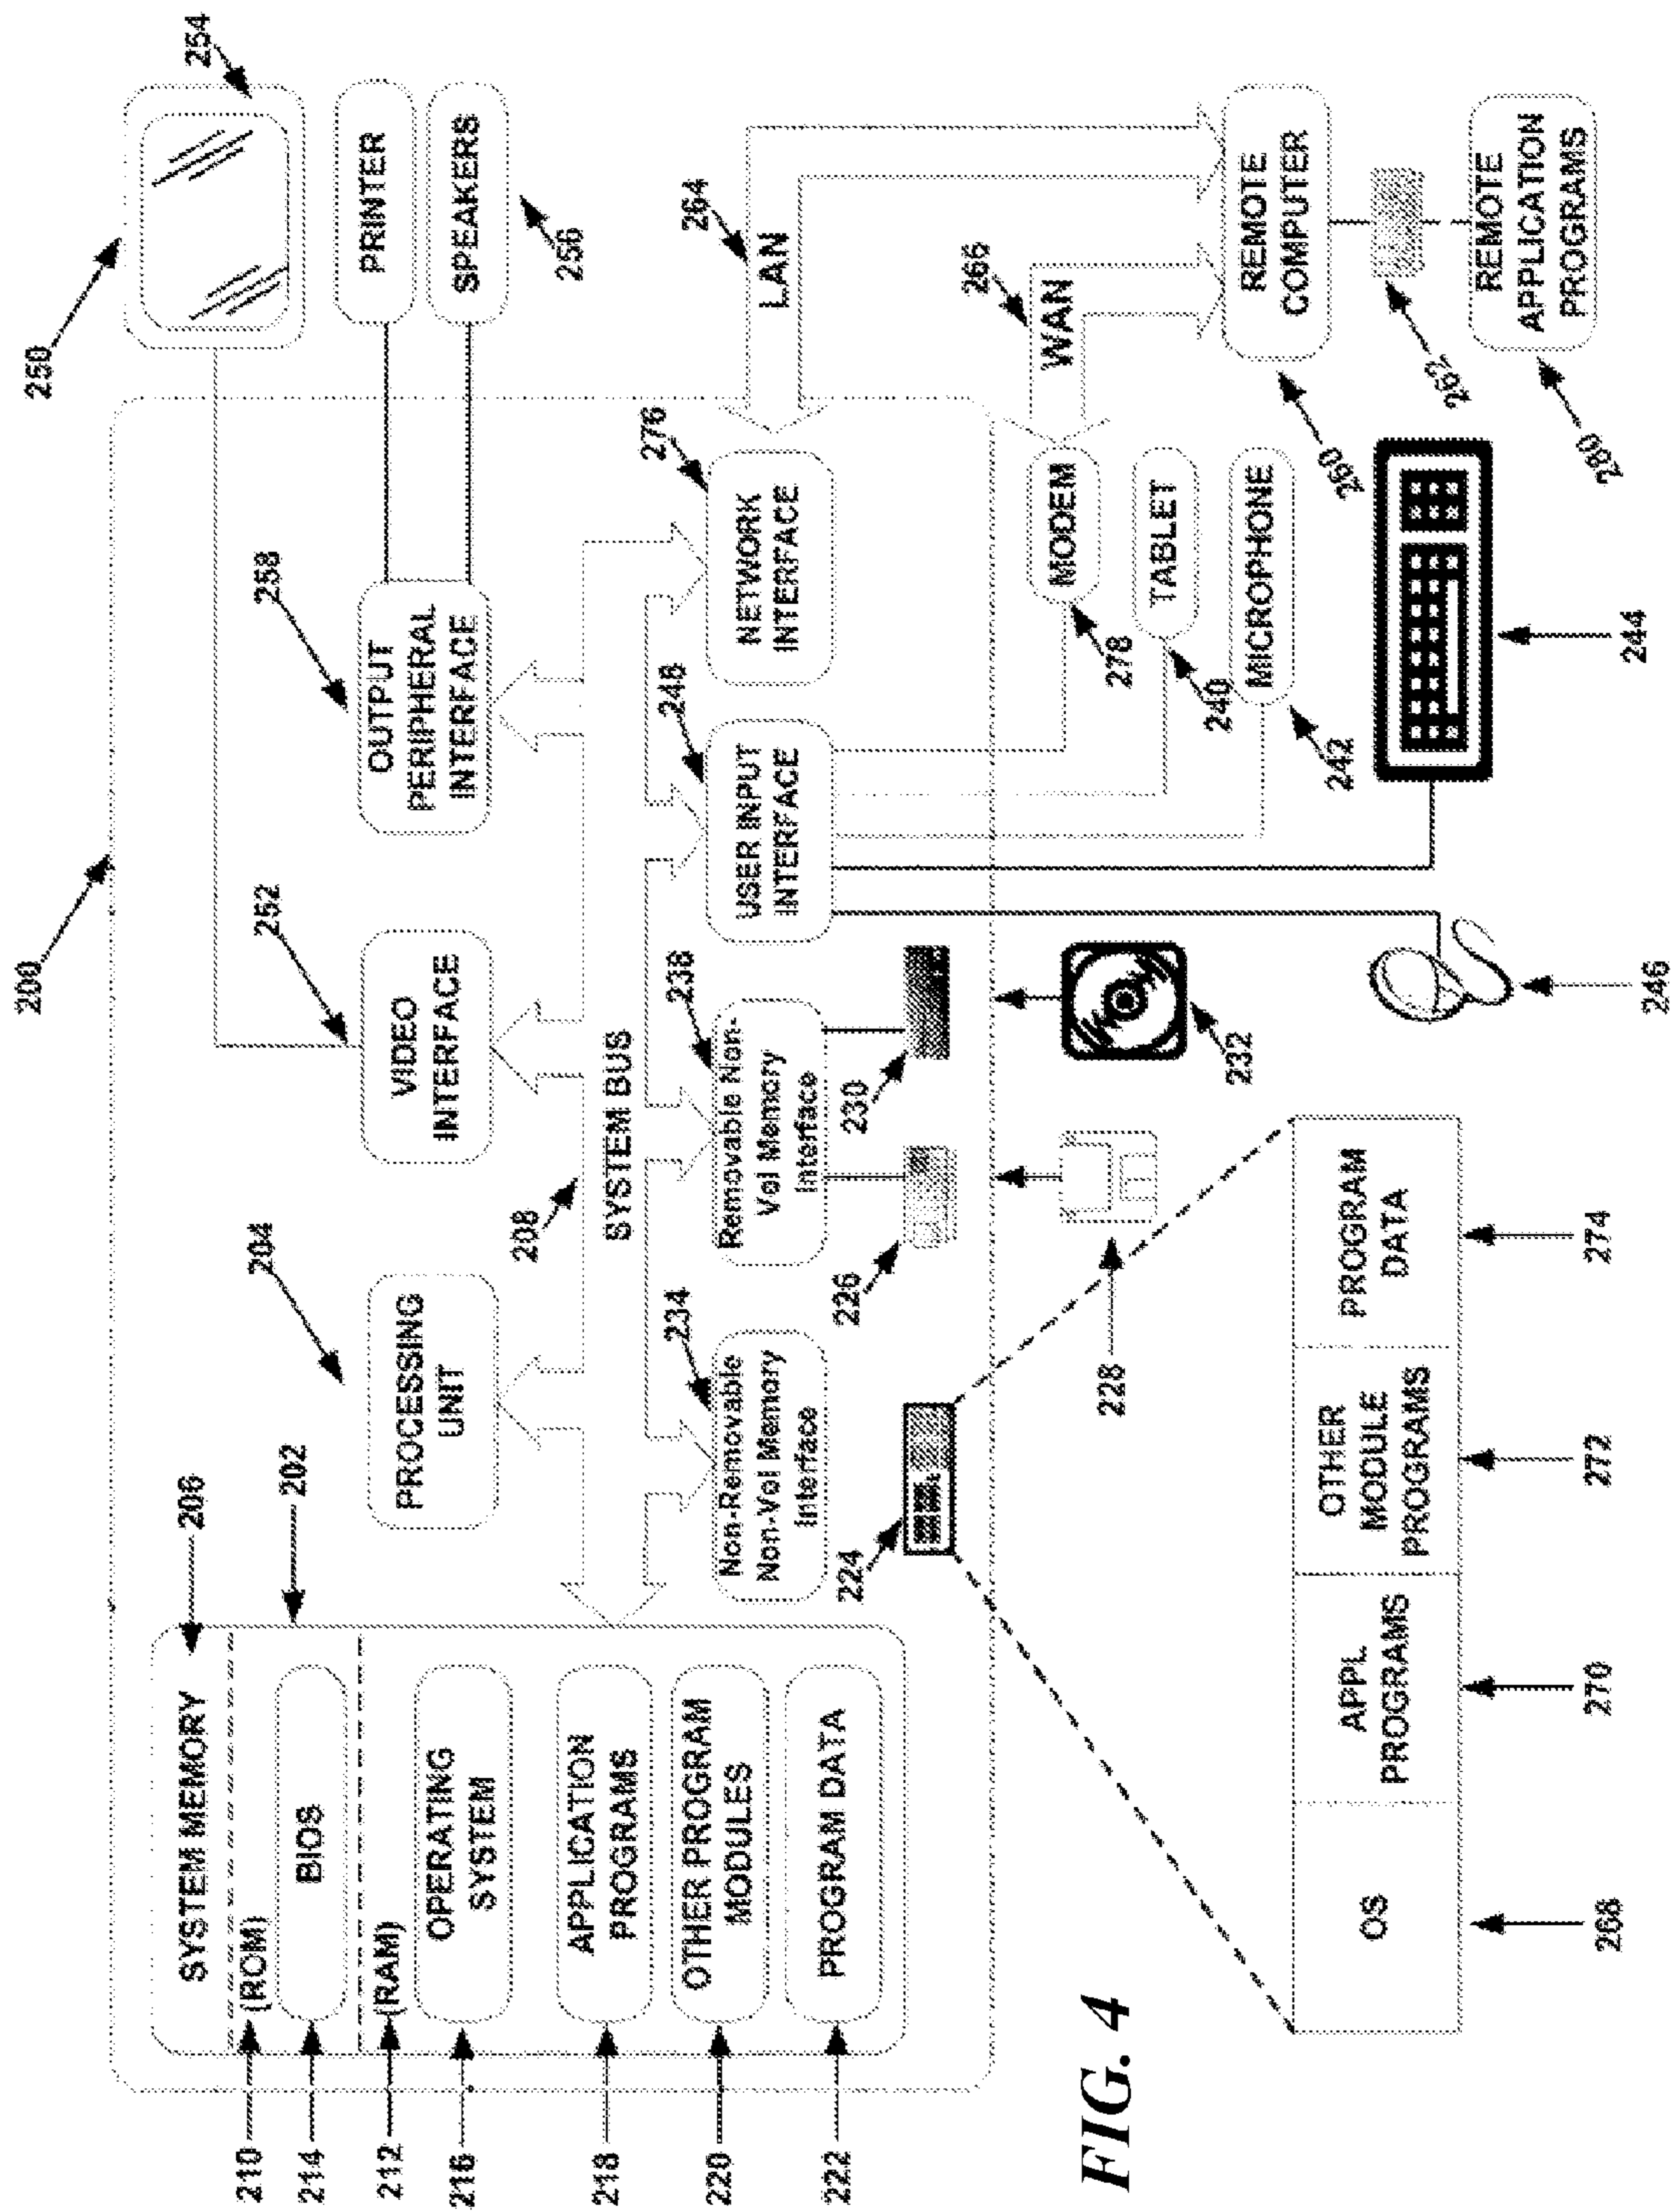 200
250
254
SYSTEM MEMORY
206
(ROM)
210
BIOS
214
202
(RAM)
212
OPERATING
SYSTEM
216
APPLICATION
PROGRAMS
218
OTHER PROGRAM
MODULES
220
PROGRAM DATA
222
PROCESSING
UNIT
204
VIDEO
INTERFACE
252
OUTPUT
PERIPHERAL
INTERFACE
258
PRINTER
SPEAKERS
256
208
SYSTEM BUS
Non-Removable
Non-Vol Memory
Interface
234
Removable Non-
Vol Memory
Interface
238
USER INPUT
INTERFACE
248
NETWORK
INTERFACE
276
LAN
264
224
226
230
228
232
WAN
266
MODEM
278
TABLET
240
MICROPHONE
242
REMOTE
COMPUTER
260
262
REMOTE
APPLICATION
PROGRAMS
280
244
246
OS
268
APPL
PROGRAMS
270
OTHER
MODULE
PROGRAMS
272
PROGRAM
DATA
274
FIG. 4